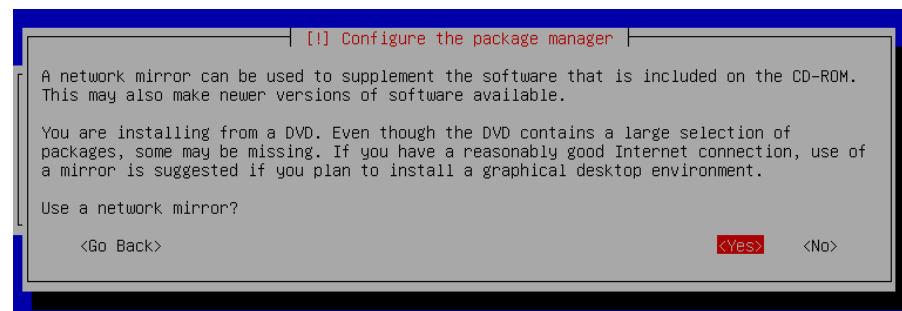 [!] Configure the package manager
A network mirror can be used to supplement the software that is included on the CD-ROM.
This may also make newer versions of software available.
You are installing from a DVD. Even though the DVD contains a large selection of
packages, some may be missing. If you have a reasonably good Internet connection, use of
a mirror is suggested if you plan to install a graphical desktop environment.
Use a network mirror?
<Go Back> <Yes> <No>